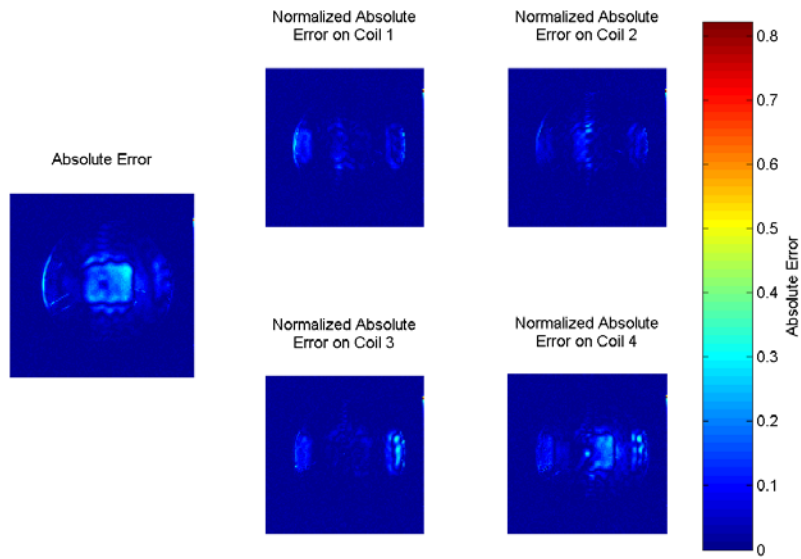 Normalized Absolute
Error on Coil 1
Normalized Absolute
Error on Coil 2
Absolute Error
Normalized Absolute
Error on Coil 3
Normalized Absolute
Error on Coil 4
0.8
0.7
0.6
0.5
0.4
0.3
0.2
0.1
0
Absolute Error